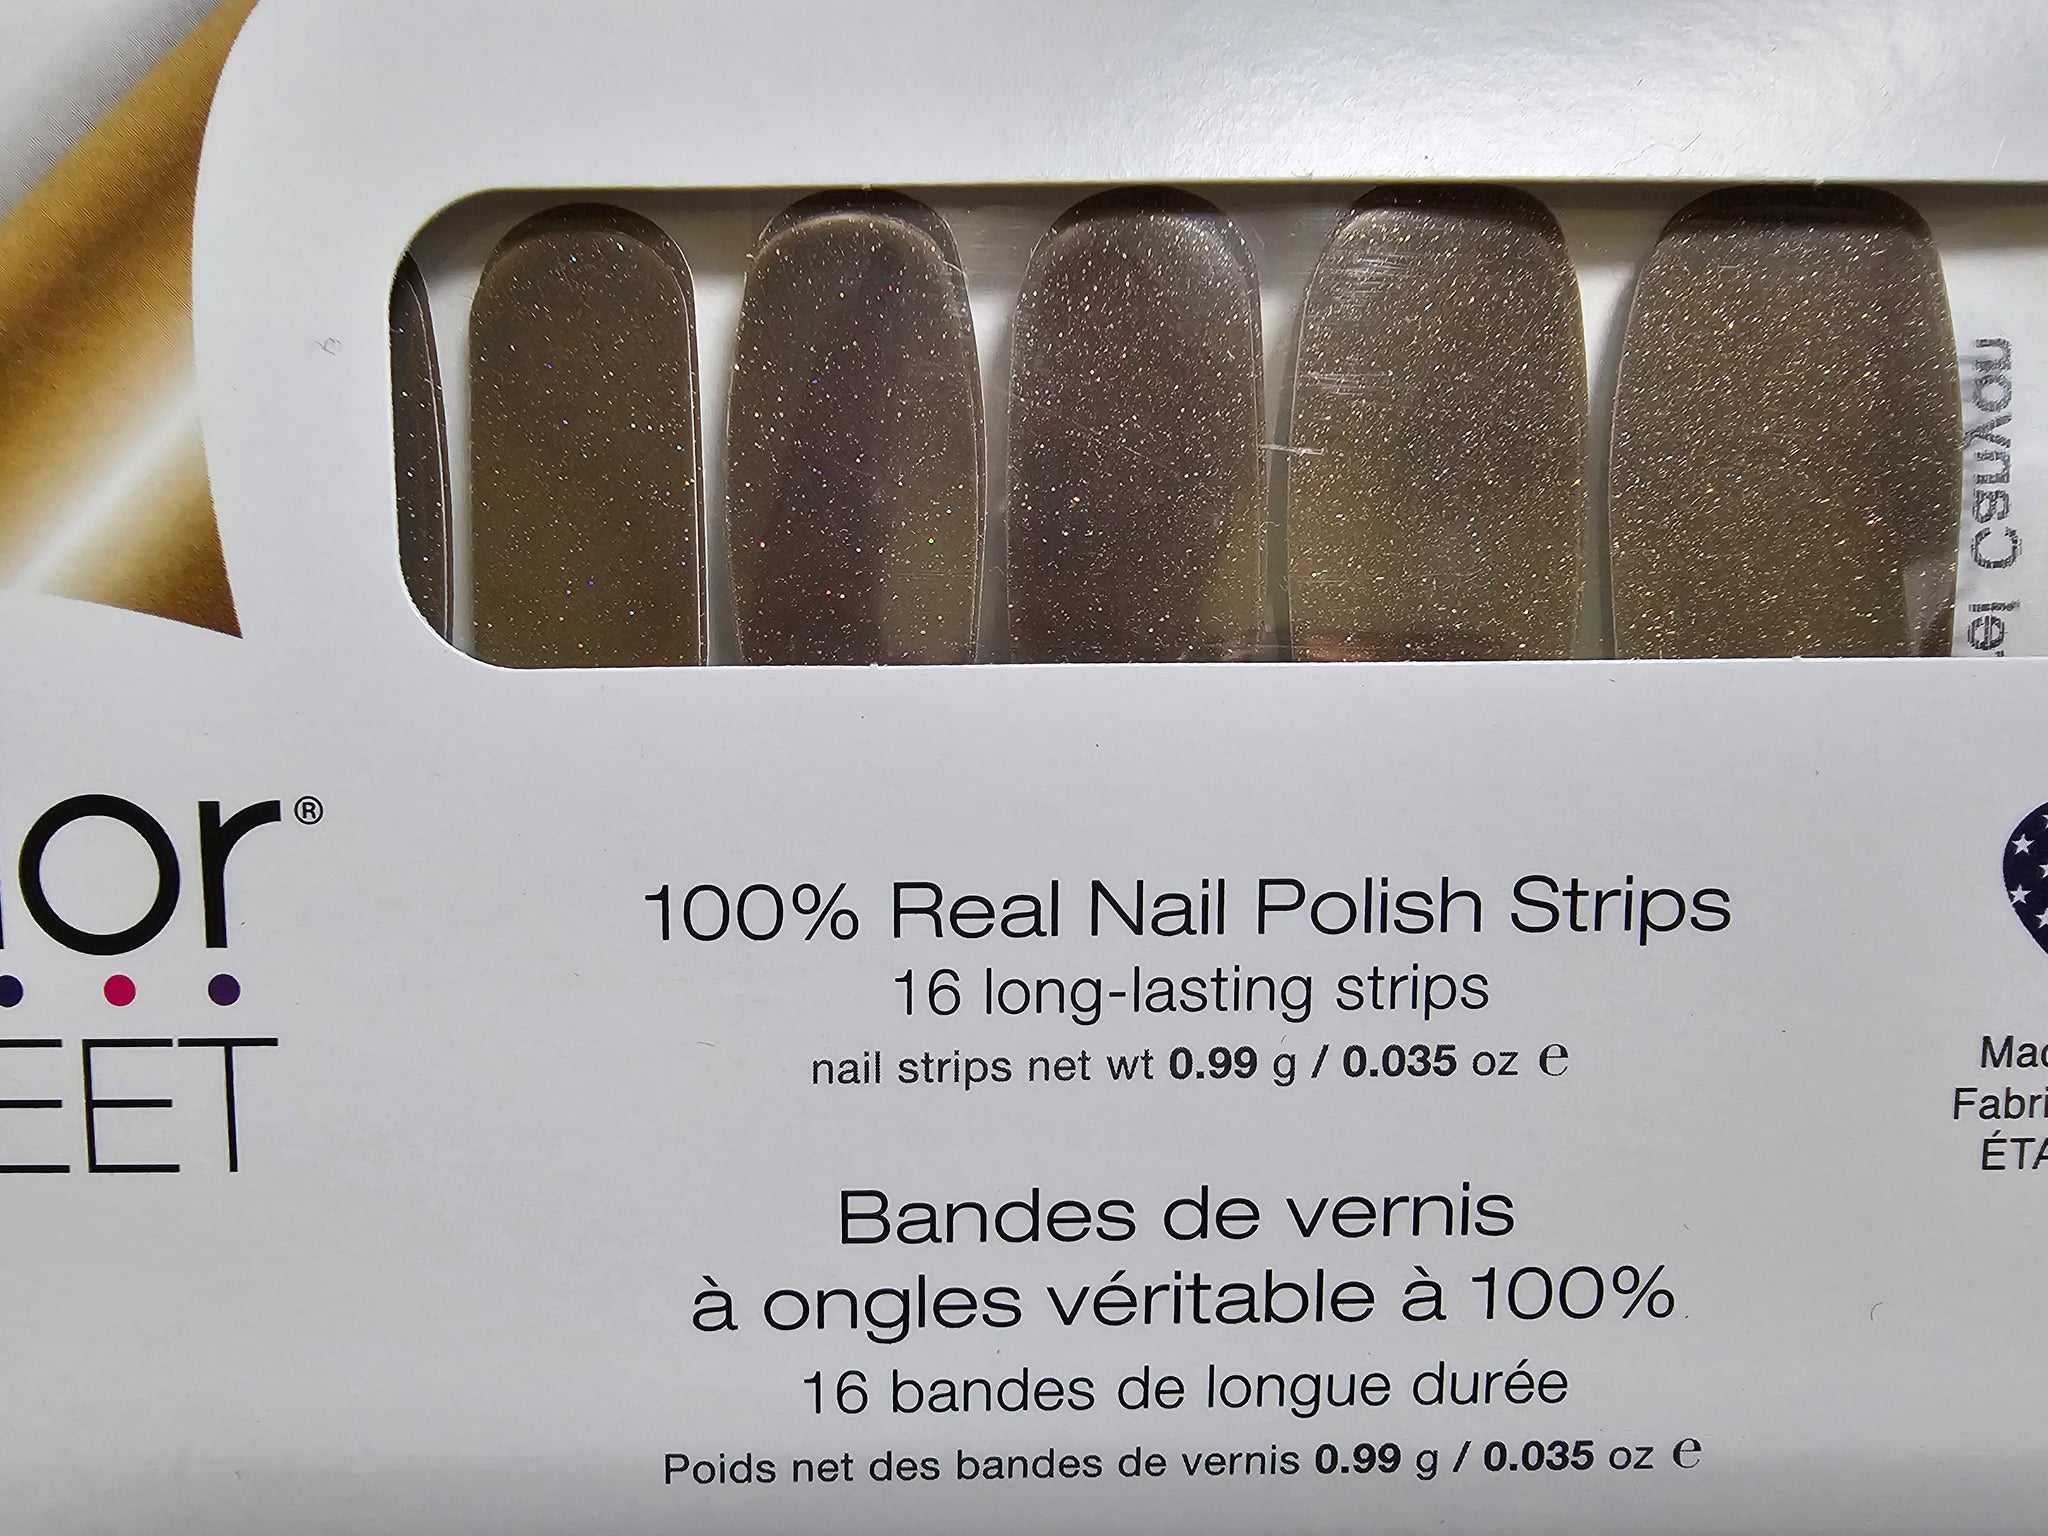 or®
EET
100% Real Nail Polish Strips
16 long-lasting strips
nail strips net wt 0.99 g / 0.035 oz ℮
Bandes de vernis
à ongles véritable à 100%
16 bandes de longue durée
Poids net des bandes de vernis 0.99 g / 0.035 oz ℮
Mad
Fabri
ÉTA